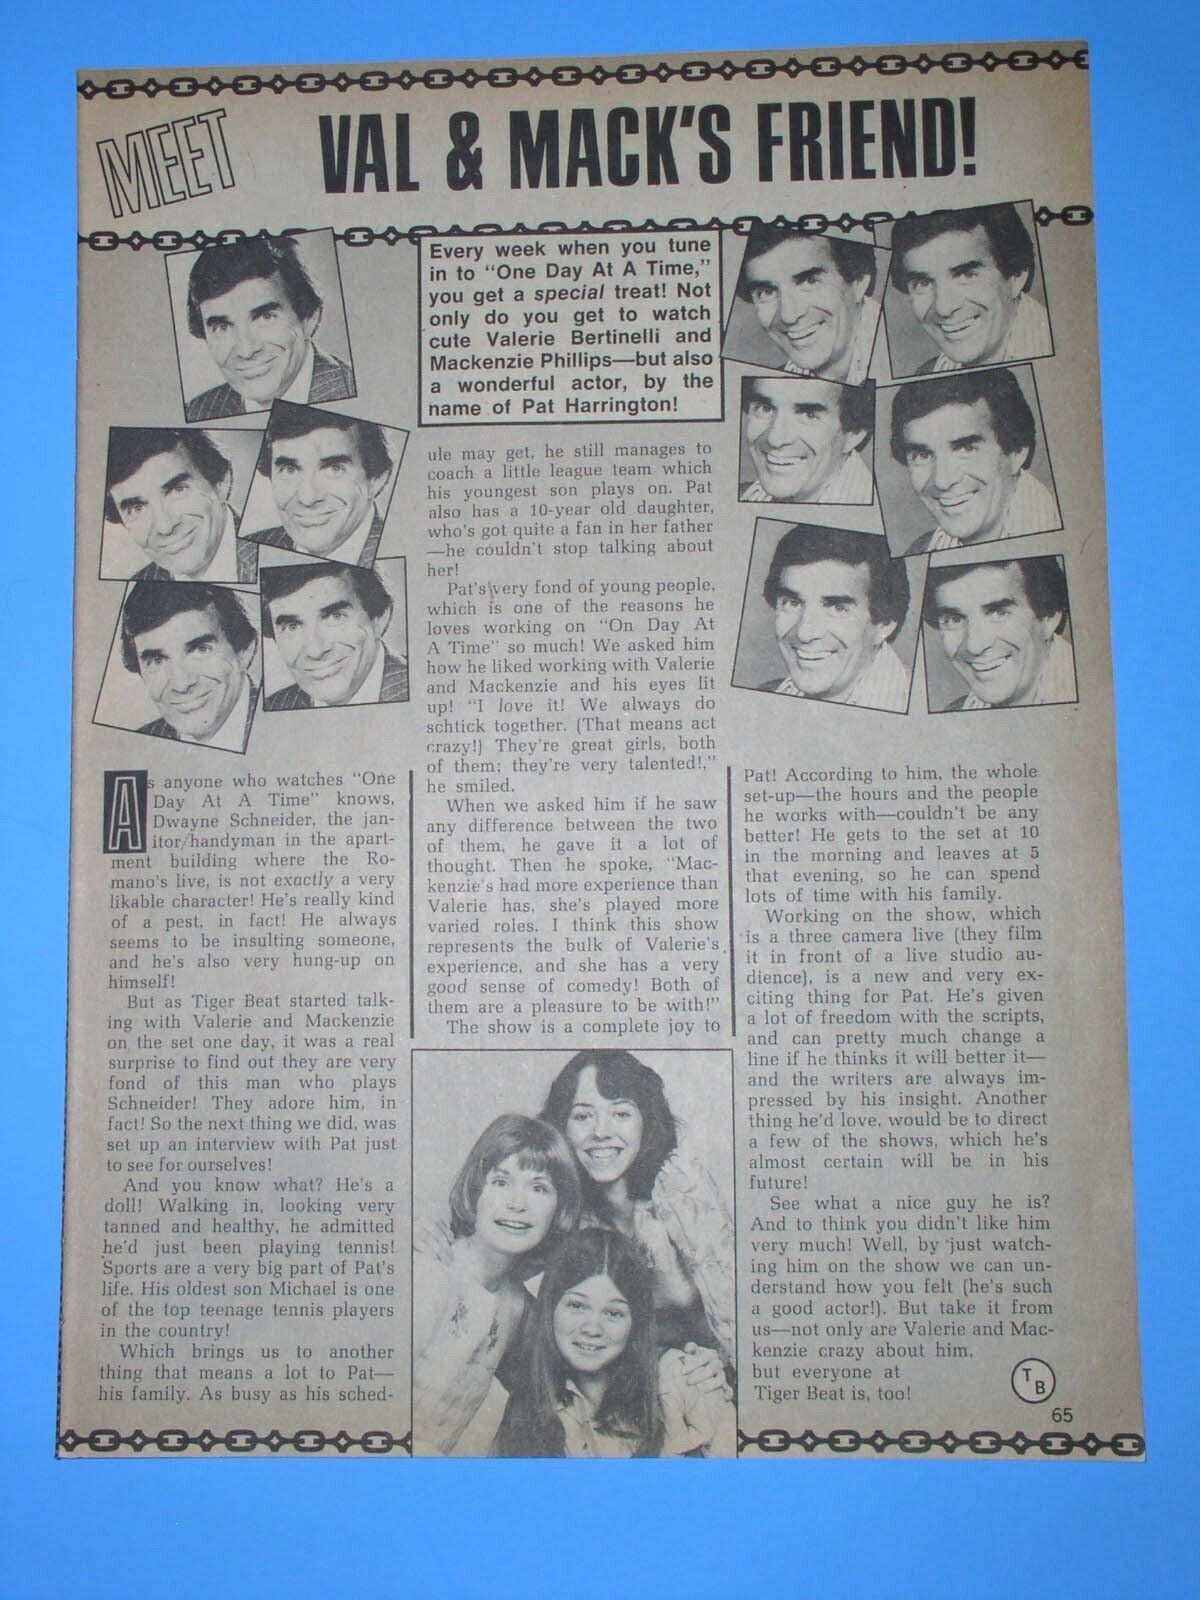 MEET
VAL & MACK'S FRIEND!
Every week when you tune
in to "One Day At A Time,"
you get a special treat! Not
only do you get to watch
cute Valerie Bertinelli and
Mackenzie Phillips—but also
a wonderful actor, by the
name of Pat Harrington!
As anyone who watches "One
Day At A Time" knows,
Dwayne Schneider, the jan-
itor/handyman in the apart-
ment building where the Ro-
mano's live, is not exactly a very
likable character! He's really kind
of a pest, in fact! He always
seems to be insulting someone,
and he's also very hung-up on
himself!
But as Tiger Beat started talk-
ing with Valerie and Mackenzie
on the set one day, it was a real
surprise to find out they are very
fond of this man who plays
Schneider! They adore him, in
fact! So the next thing we did, was
set up an interview with Pat just
to see for ourselves!
And you know what? He's a
doll! Walking in, looking very
tanned and healthy, he admitted
he'd just been playing tennis!
Sports are a very big part of Pat's
life. His oldest son Michael is one
of the top teenage tennis players
in the country!
Which brings us to another
thing that means a lot to Pat—
his family. As busy as his sched-
ule may get, he still manages to
coach a little league team which
his youngest son plays on. Pat
also has a 10-year old daughter,
who's got quite a fan in her father
—he couldn't stop talking about
her!
Pat's very fond of young people,
which is one of the reasons he
loves working on "On Day At
A Time" so much! We asked him
how he liked working with Valerie
and Mackenzie and his eyes lit
up! "I love it! We always do
schtick together. (That means act
crazy!) They're great girls, both
of them; they're very talented!,"
he smiled.
When we asked him if he saw
any difference between the two
of them, he gave it a lot of
thought. Then he spoke, "Mac-
kenzie's had more experience than
Valerie has, she's played more
varied roles. I think this show
represents the bulk of Valerie's
experience, and she has a very
good sense of comedy! Both of
them are a pleasure to be with!"
The show is a complete joy to
Pat! According to him, the whole
set-up—the hours and the people
he works with—couldn't be any
better! He gets to the set at 10
in the morning and leaves at 5
that evening, so he can spend
lots of time with his family.
Working on the show, which
is a three camera live (they film
it in front of a live studio au-
dience), is a new and very ex-
citing thing for Pat. He's given
a lot of freedom with the scripts,
and can pretty much change a
line if he thinks it will better it—
and the writers are always im-
pressed by his insight. Another
thing he'd love, would be to direct
a few of the shows, which he's
almost certain will be in his
future!
See what a nice guy he is?
And to think you didn't like him
very much! Well, by just watch-
ing him on the show we can un-
derstand how you felt (he's such
a good actor!). But take it from
us—not only are Valerie and Mac-
kenzie crazy about him,
but everyone at
Tiger Beat is, too!
TB
65